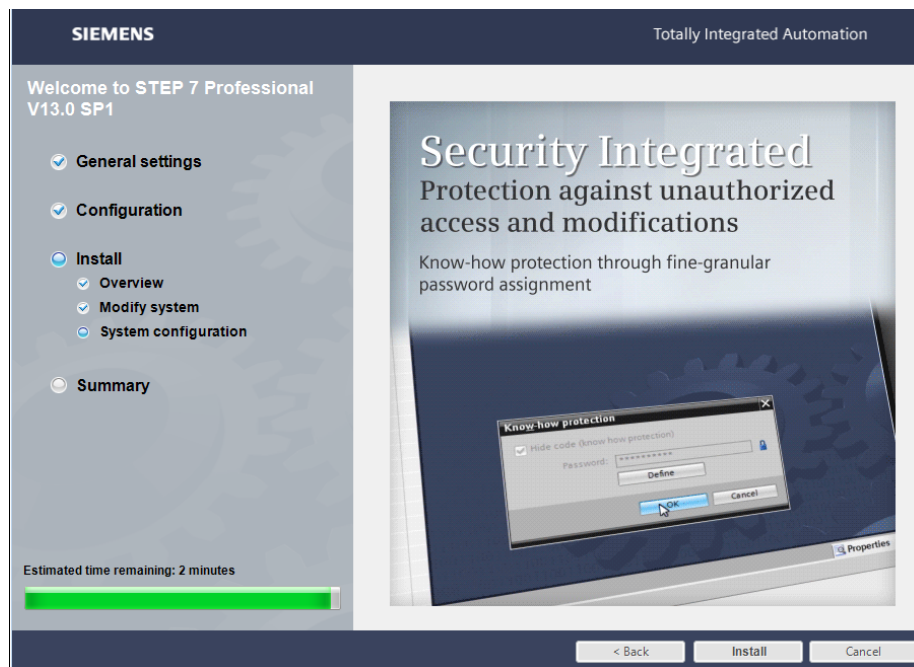 SIEMENS
Totally Integrated Automation
Welcome to STEP 7 Professional
V13.0 SP1
General settings
Configuration
Install
Overview
Modify system
System configuration
Summary
Estimated time remaining: 2 minutes
Security Integrated
Protection against unauthorized
access and modifications
Know-how protection through fine-granular
password assignment
Know-how protection
Hide code (know how protection)
Password: **********
Define
OK
Cancel
Properties
< Back
Install
Cancel